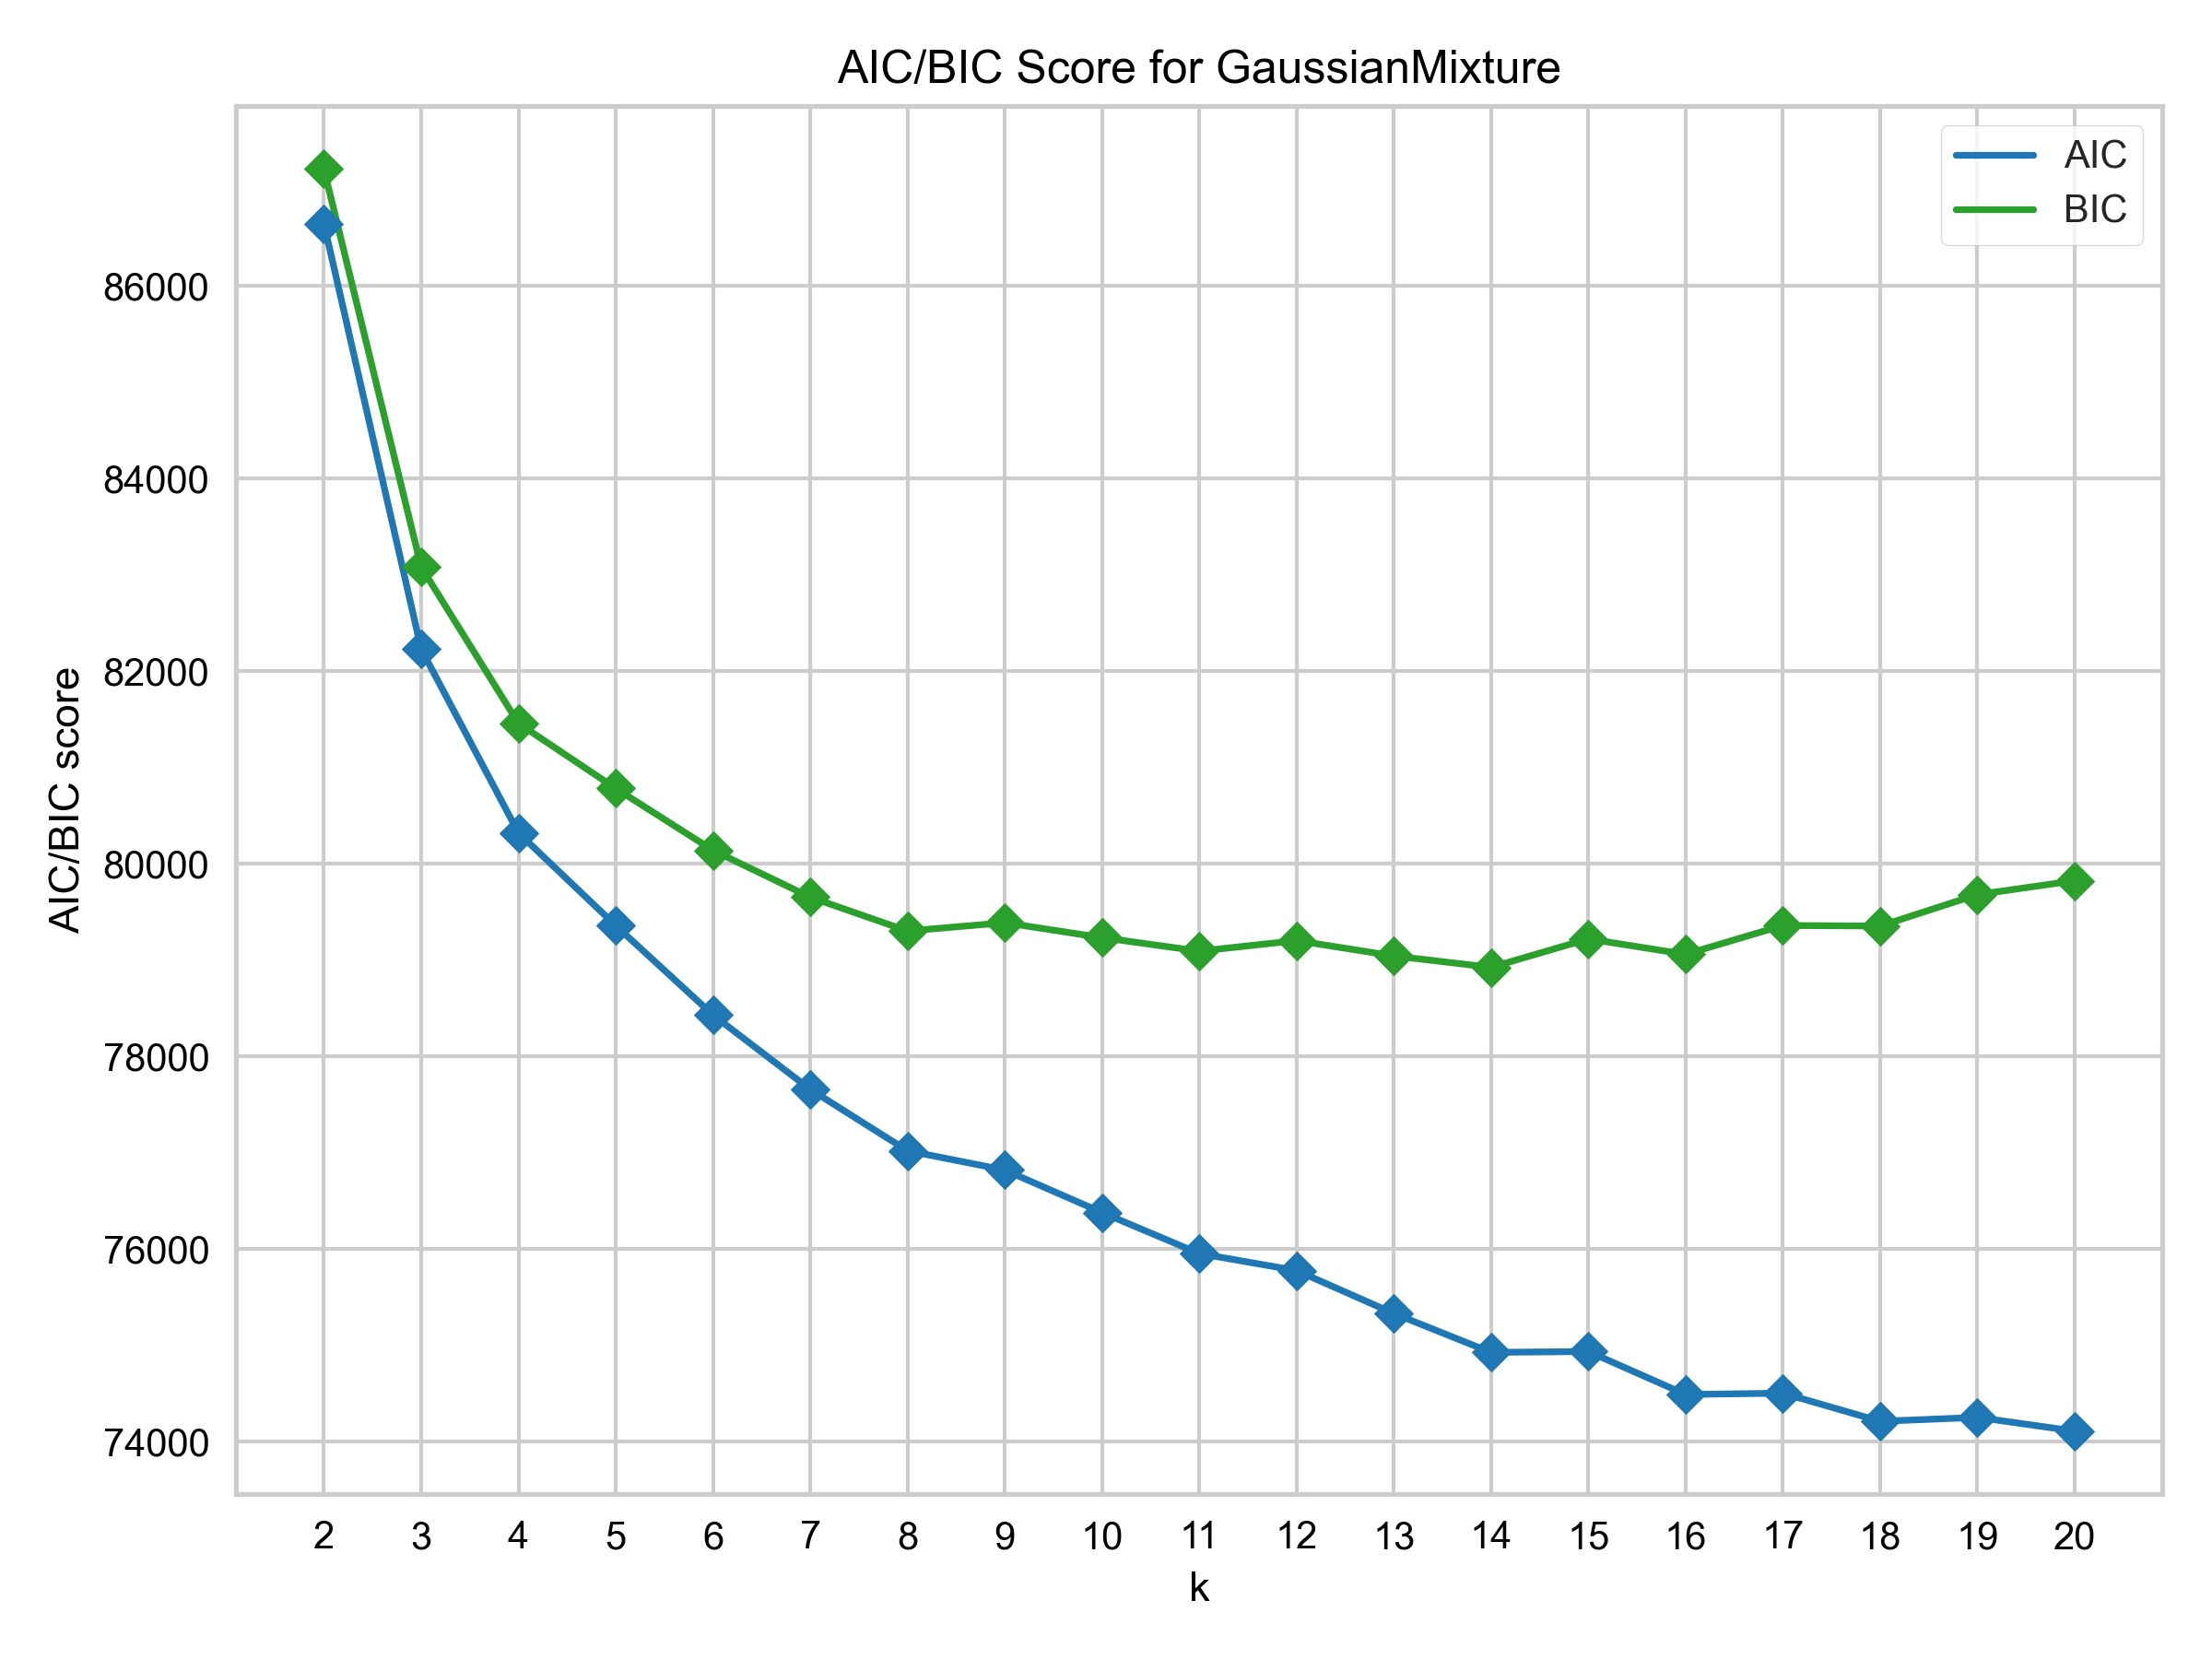 AIC/BIC Score for GaussianMixture
AIC
BIC
86000
84000
82000
80000
78000
76000
74000
AIC/BIC score
2 3 4 5 6 7 8 9 10 11 12 13 14 15 16 17 18 19 20
k